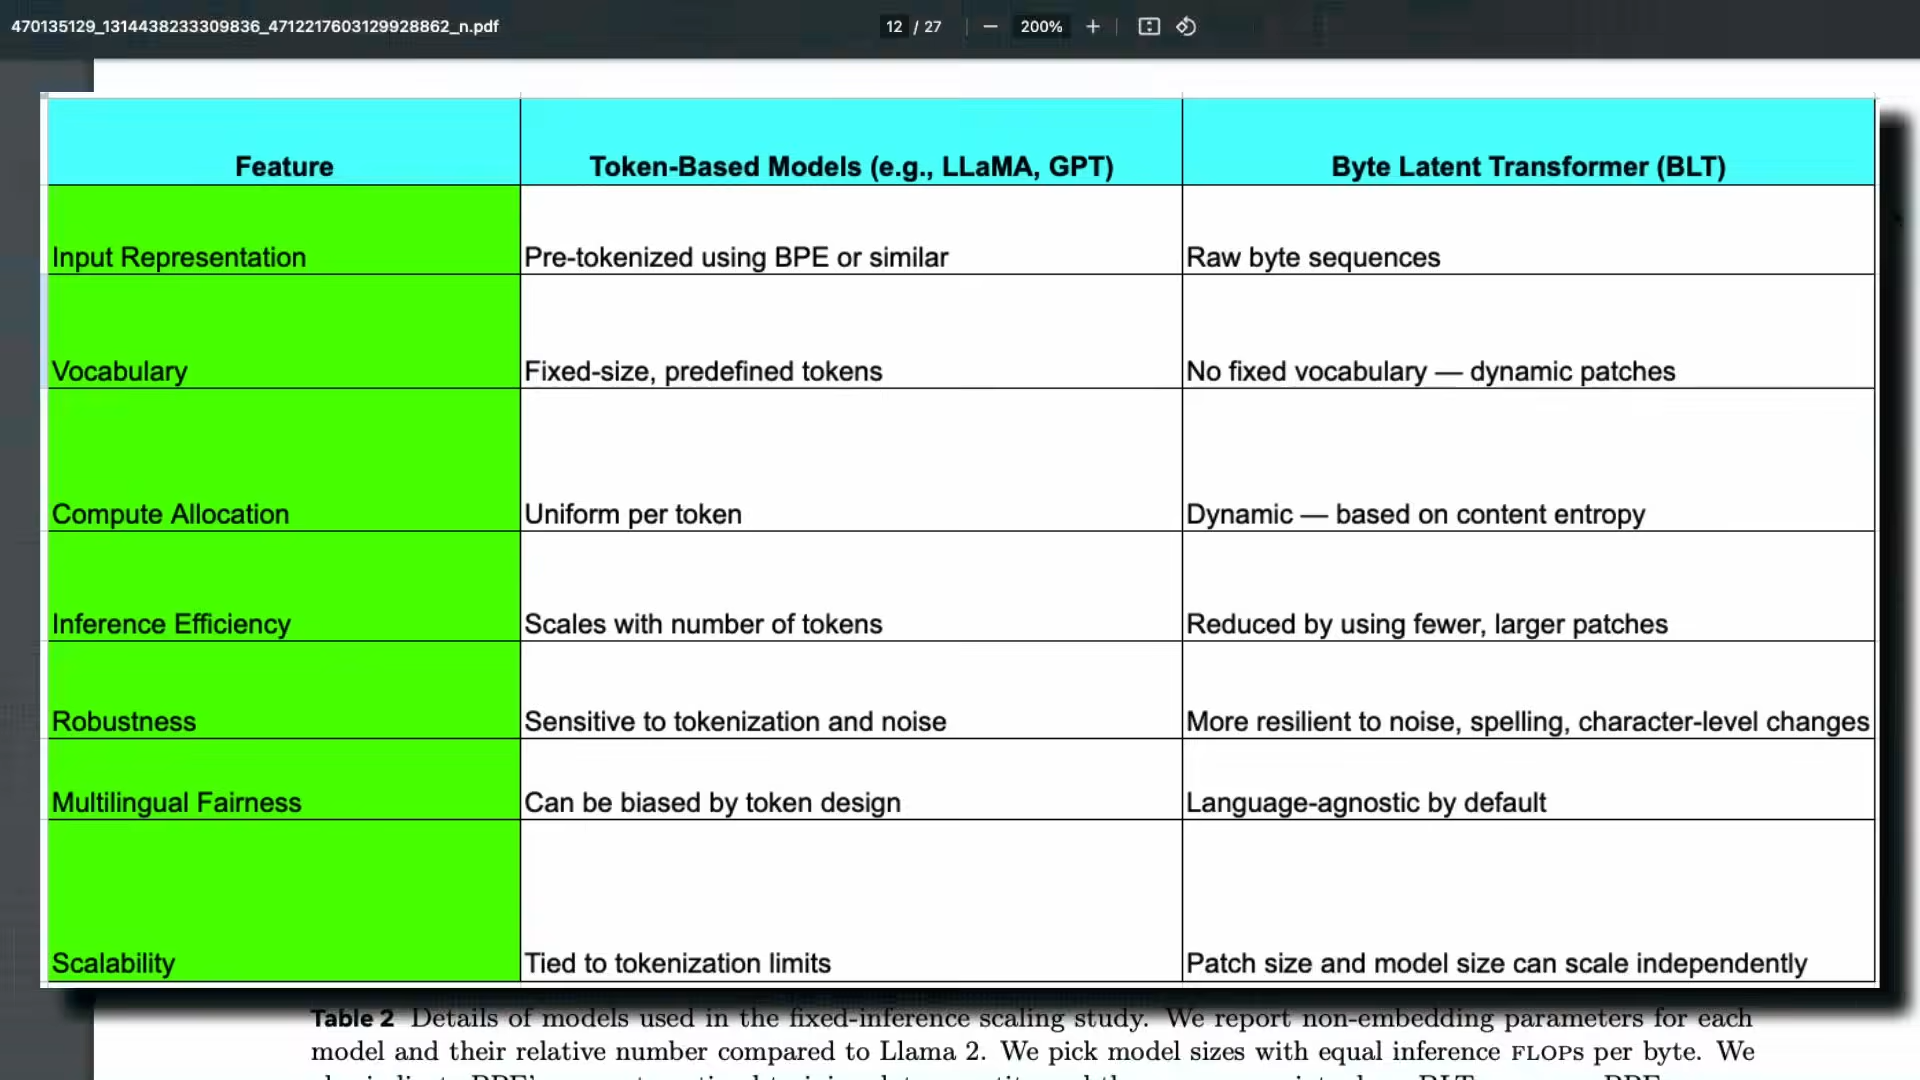 470135129_1314438233309836_4712217603129928862_n.pdf
12 / 27
200%
Feature
Token-Based Models (e.g., LLaMA, GPT)
Byte Latent Transformer (BLT)
Input Representation
Pre-tokenized using BPE or similar
Raw byte sequences
Vocabulary
Fixed-size, predefined tokens
No fixed vocabulary — dynamic patches
Compute Allocation
Uniform per token
Dynamic — based on content entropy
Inference Efficiency
Scales with number of tokens
Reduced by using fewer, larger patches
Robustness
Sensitive to tokenization and noise
More resilient to noise, spelling, character-level changes
Multilingual Fairness
Can be biased by token design
Language-agnostic by default
Scalability
Tied to tokenization limits
Patch size and model size can scale independently
Table 2 Details of models used in the fixed-inference scaling study. We report non-embedding parameters for each
model and their relative number compared to Llama 2. We pick model sizes with equal inference FLOPs per byte. We